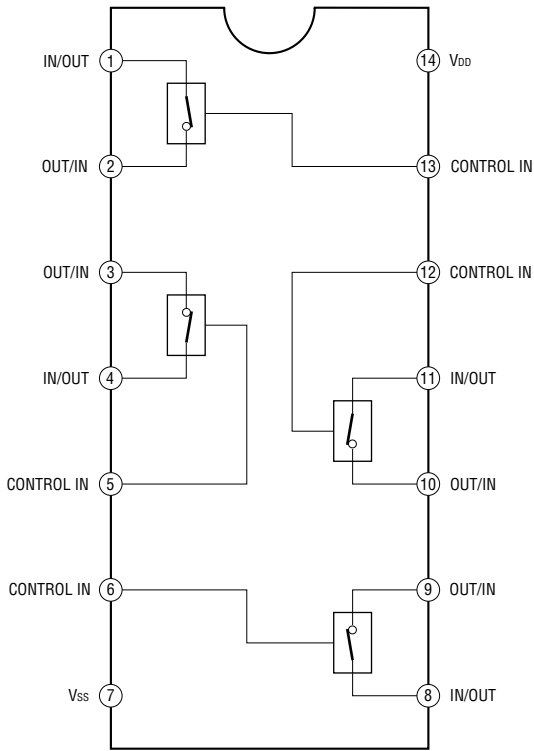 IN/OUT 1
14 VDD
OUT/IN 2
13 CONTROL IN
OUT/IN 3
12 CONTROL IN
IN/OUT 4
11 IN/OUT
CONTROL IN 5
10 OUT/IN
CONTROL IN 6
9 OUT/IN
VSS 7
8 IN/OUT